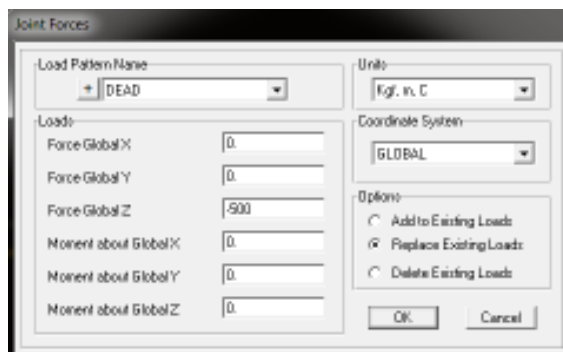 Joint Forces
Load Pattern Name
+ DEAD
Units
Kgf, m, C
Loads
Force Global X 0.
Force Global Y 0.
Force Global Z -500
Moment about Global X 0.
Moment about Global Y 0.
Moment about Global Z 0.
Coordinate System
GLOBAL
Options
Add to Existing Loads
Replace Existing Loads
Delete Existing Loads
OK
Cancel